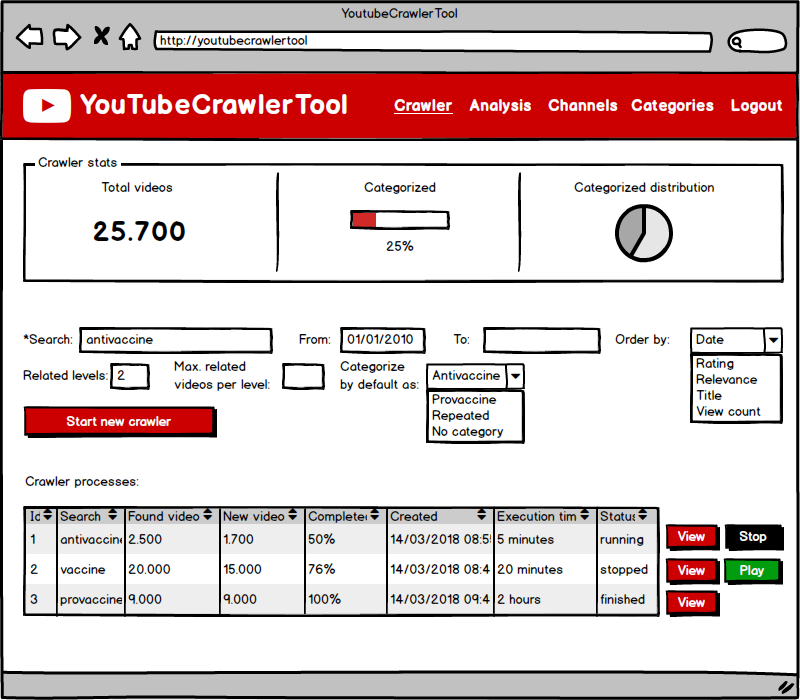 YoutubeCrawlerTool
http://youtubecrawlertool
YouTubeCrawlerTool Crawler Analysis Channels Categories Logout
Crawler stats
Total videos Categorized Categorized distribution
25.700
25%
*Search: antivaccine From: 01/01/2010 To: Order by: Date
Rating
Relevance
Title
View count
Related levels: 2 Max. related videos per level: Categorize by default as: Antivaccine
Provaccine
Repeated
No category
Start new crawler
Crawler processes:
Id Search Found video New video Completed Created Execution tim Status
1 antivaccine 2.500 1.700 50% 14/03/2018 08:5 5 minutes running View Stop
2 vaccine 20.000 15.000 76% 14/03/2018 08:4 20 minutes stopped View Play
3 provaccine 9.000 9.000 100% 14/03/2018 09:4 2 hours finished View